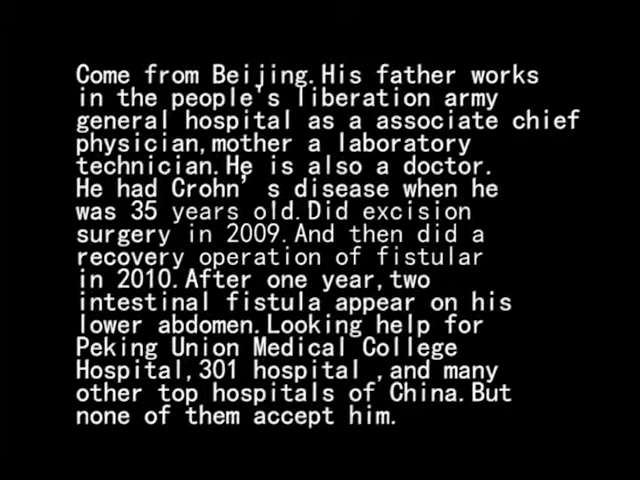 Come from Beijing.His father works
in the people's liberation army
general hospital as a associate chief
physician,mother a laboratory
technician.He is also a doctor.
He had Crohn's disease when he
was 35 years old.Did excision
surgery in 2009.And then did a
recovery operation of fistular
in 2010.After one year,two
intestinal fistula appear on his
lower abdomen.Looking help for
Peking Union Medical College
Hospital,301 hospital ,and many
other top hospitals of China.But
none of them accept him.